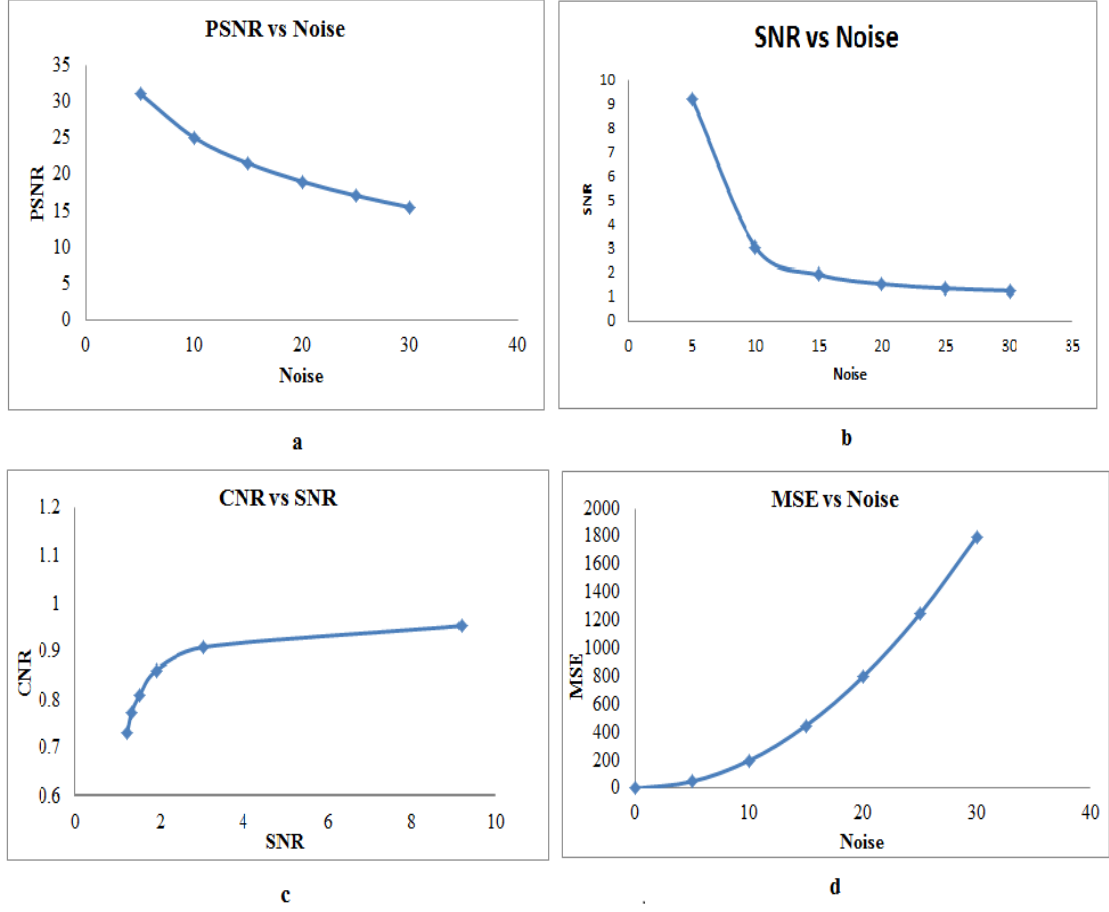 PSNR vs Noise
35
30
25
20
15
10
5
0
PSNR
0 10 20 30 40
Noise
a
SNR vs Noise
10
9
8
7
6
5
4
3
2
1
0
SNR
0 5 10 15 20 25 30 35
Noise
b
CNR vs SNR
1.2
1.1
1
0.9
0.8
0.7
0.6
CNR
0 2 4 6 8 10
SNR
c
MSE vs Noise
2000
1800
1600
1400
1200
1000
800
600
400
200
0
MSE
0 10 20 30 40
Noise
d